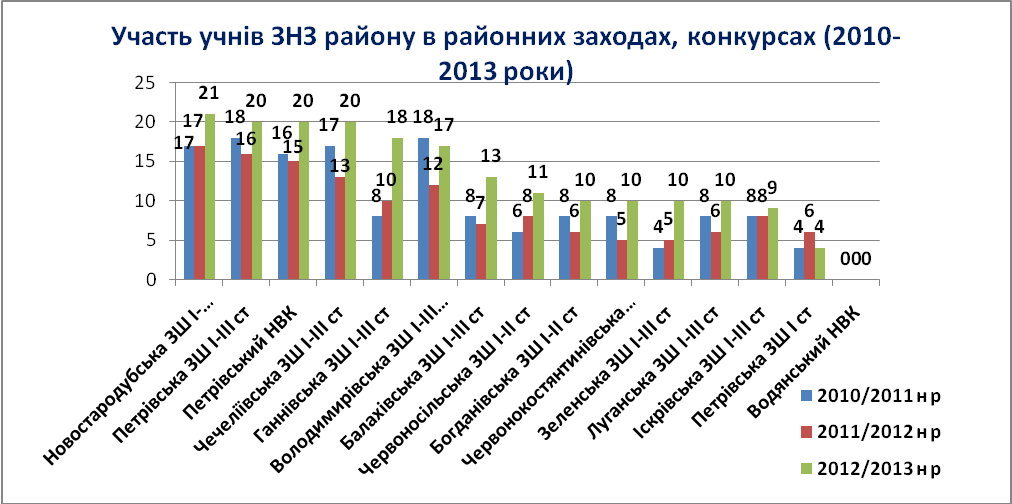 Участь учнів ЗНЗ району в районних заходах, конкурсах (2010-
2013 роки)
25
20
15
10
5
0
17 17 21
18 16 20
16 15 20
17 13 20
8 10 18
18 12 17
8 7 13
6 8 11
8 6 10
8 5 10
4 5 10
8 6 10
8 8 9
4 6 4
0 0 0
Новостародубська ЗШ І-...
Петрівська ЗШ І-ІІІ ст
Петрівський НВК
Чечеліївська ЗШ І-ІІІ ст
Ганнівська ЗШ І-ІІІ ст
Володимирівська ЗШ І-ІІІ...
Балахівська ЗШ І-ІІІ ст
Червоносільська ЗШ І-ІІ ст
Богданівська ЗШ І-ІІ ст
Червонокостянтинівська...
Зеленська ЗШ І-ІІІ ст
Луганська ЗШ І-ІІІ ст
Іскрівська ЗШ І-ІІІ ст
Петрівська ЗШ І ст
Водянський НВК
2010/2011 нр
2011/2012 нр
2012/2013 нр